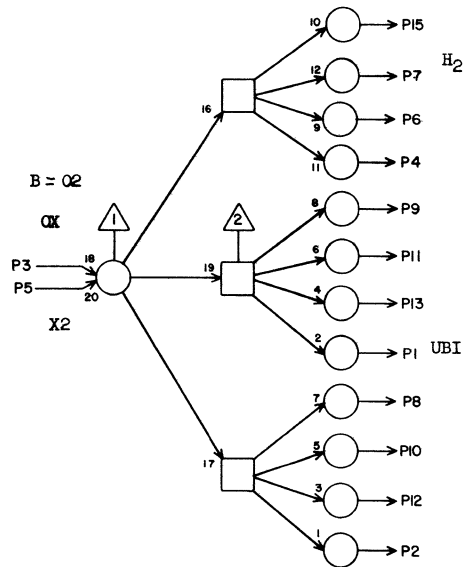 10 P15
H2
12 P7
16
9 P6
11 P4
B = 02
1 2
8 P9
OX
6 P11
P3 18
19
4 P13
P5 20
X2
2 P1 UBI
7 P8
17
5 P10
3 P12
1 P2